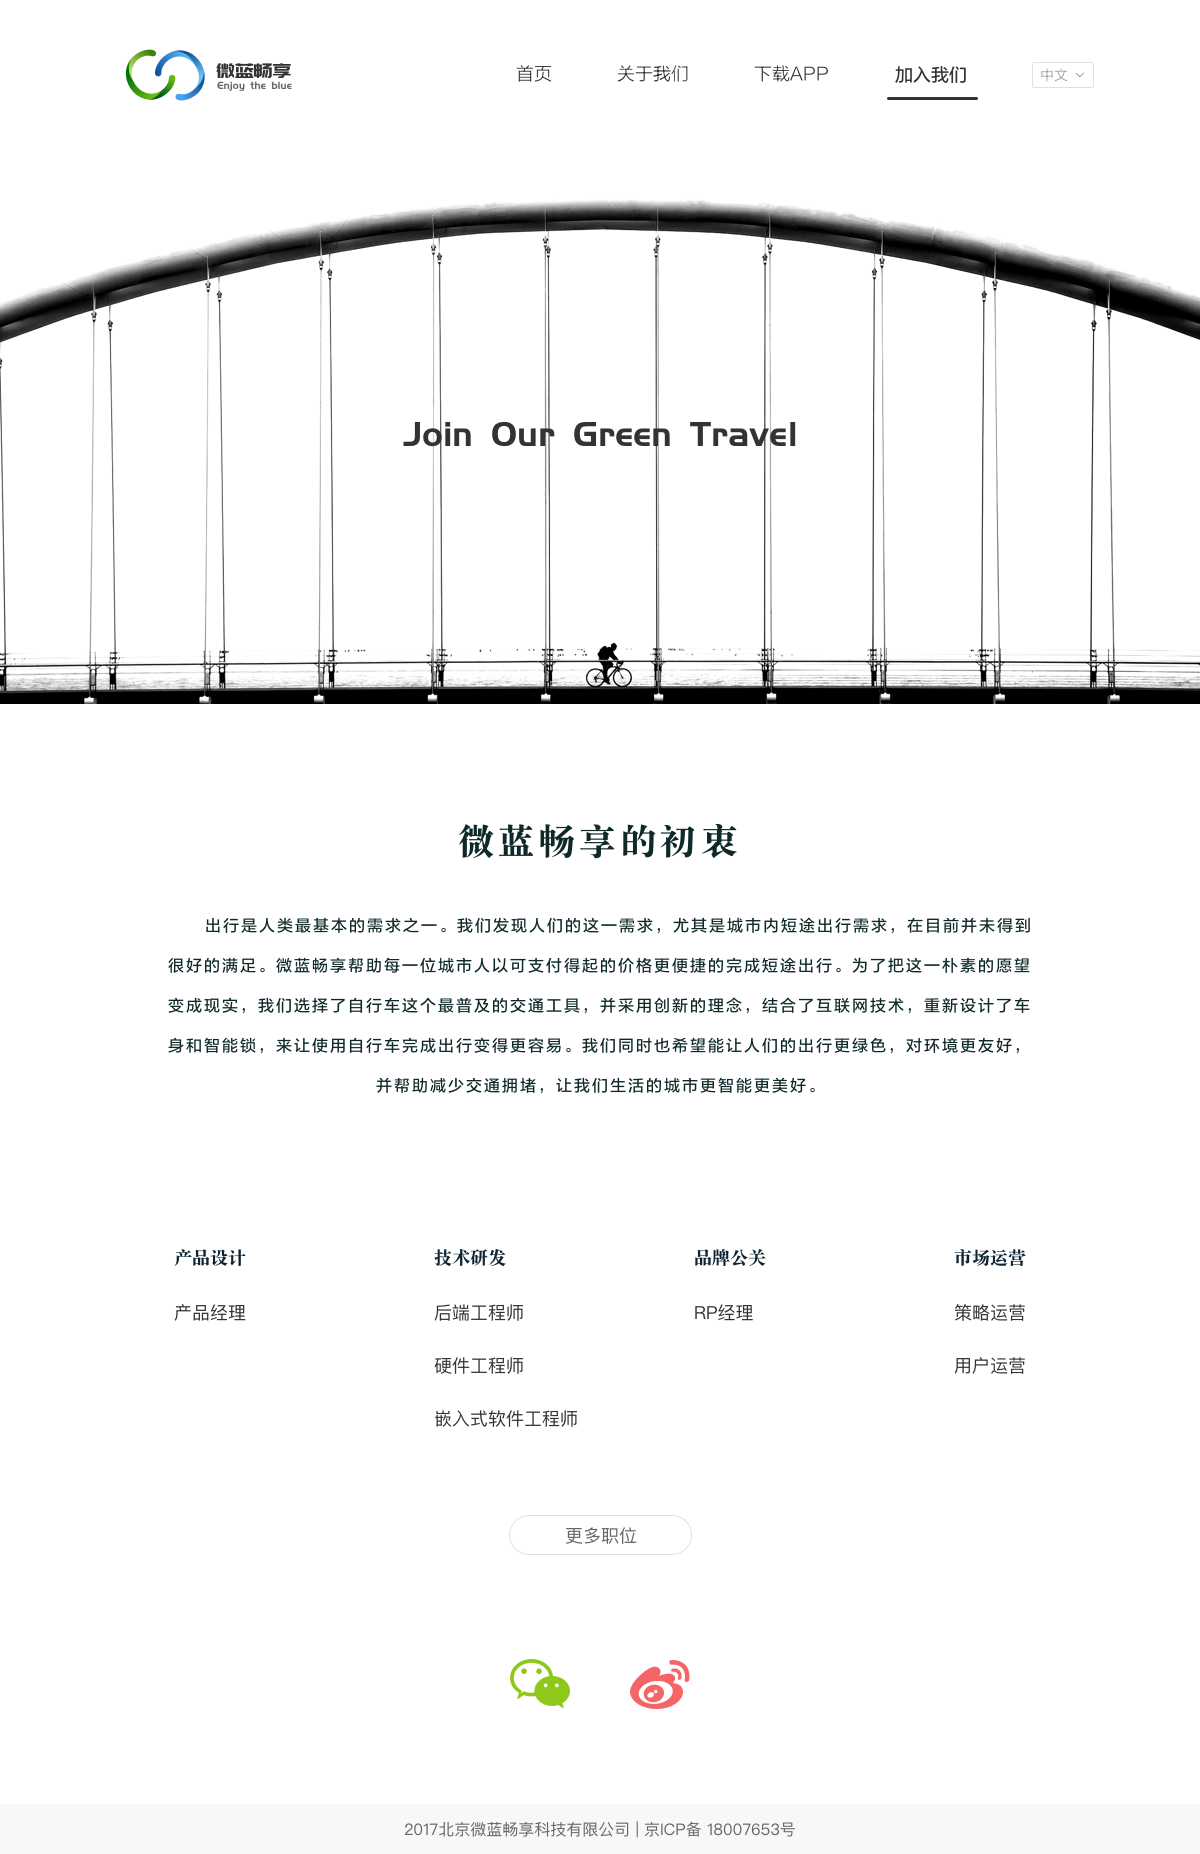 微蓝畅享
Enjoy the blue
首页
关于我们
下载APP
加入我们
中文
Join Our Green Travel
微蓝畅享的初衷
出行是人类最基本的需求之一。我们发现人们的这一需求，尤其是城市内短途出行需求，在目前并未得到
很好的满足。微蓝畅享帮助每一位城市人以可支付得起的价格更便捷的完成短途出行。为了把这一朴素的愿望
变成现实，我们选择了自行车这个最普及的交通工具，并采用创新的理念，结合了互联网技术，重新设计了车
身和智能锁，来让使用自行车完成出行变得更容易。我们同时也希望能让人们的出行更绿色，对环境更友好，
并帮助减少交通拥堵，让我们生活的城市更智能更美好。
产品设计
产品经理
技术研发
后端工程师
硬件工程师
嵌入式软件工程师
品牌公关
RP经理
市场运营
策略运营
用户运营
更多职位
2017北京微蓝畅享科技有限公司 | 京ICP备 18007653号